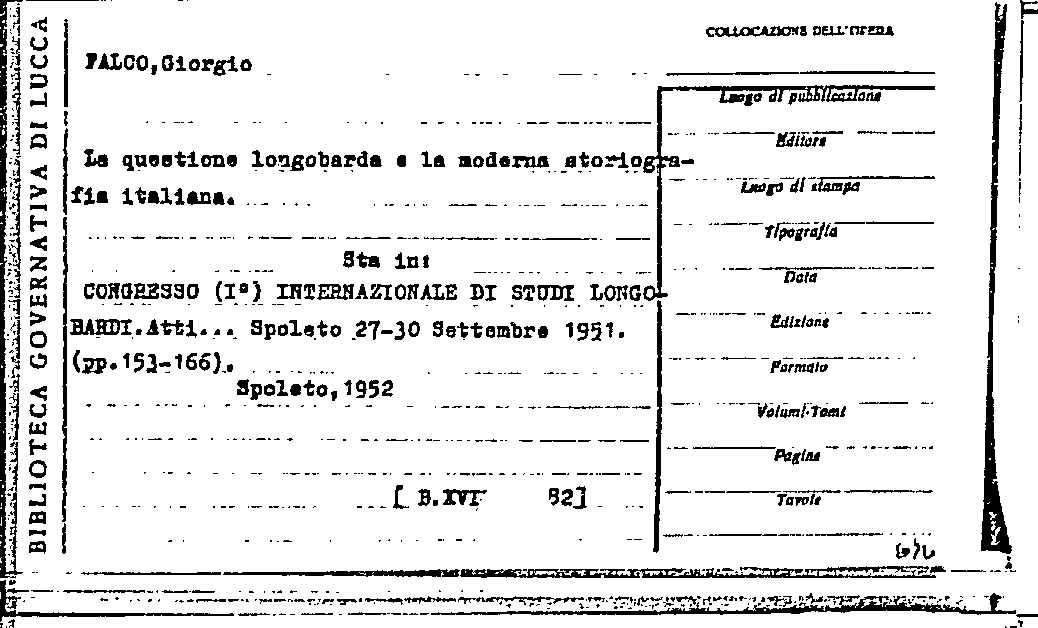 BIBLIOTECA GOVERNATIVA DI LUCCA
COLLOCAZIONE DELL'OPERA
FALCO,Giorgio
La questione longobarda e la moderna storiogra-
fia italiana.
Sta in:
CONGRESSO (Iº) INTERNAZIONALE DI STUDI LONGO-
BARDI.Atti... Spoleto 27-30 Settembre 1951.
(pp.153-166).
Spoleto,1952
[ B.XVI 82]
Luogo di pubblicazione
Editore
Luogo di stampa
Tipografia
Data
Edizione
Formato
Volumi-Tomi
Pagine
Tavole